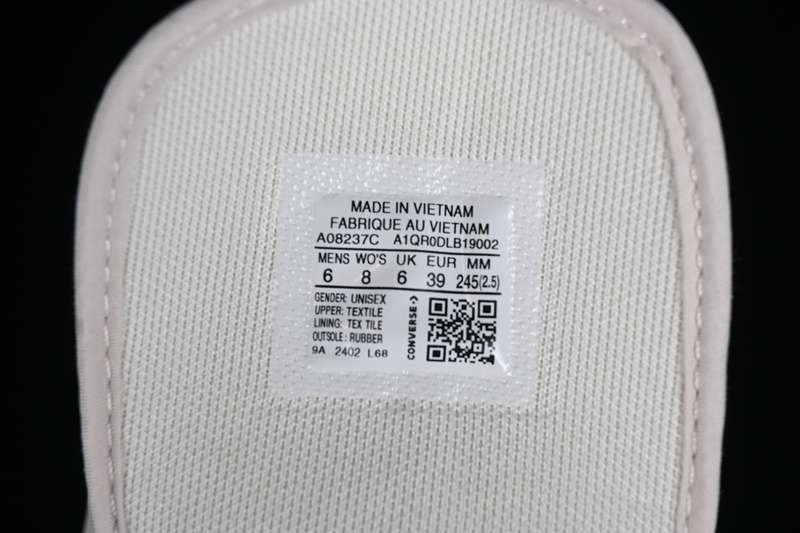 MADE IN VIETNAM
FABRIQUE AU VIETNAM
A08237C A1QR0DLB19002
MENS WO'S UK EUR MM
6 8 6 39 245(2.5)
GENDER: UNISEX
UPPER: TEXTILE
LINING: TEX TILE
OUTSOLE: RUBBER
9A 2402 L68
CONVERSE